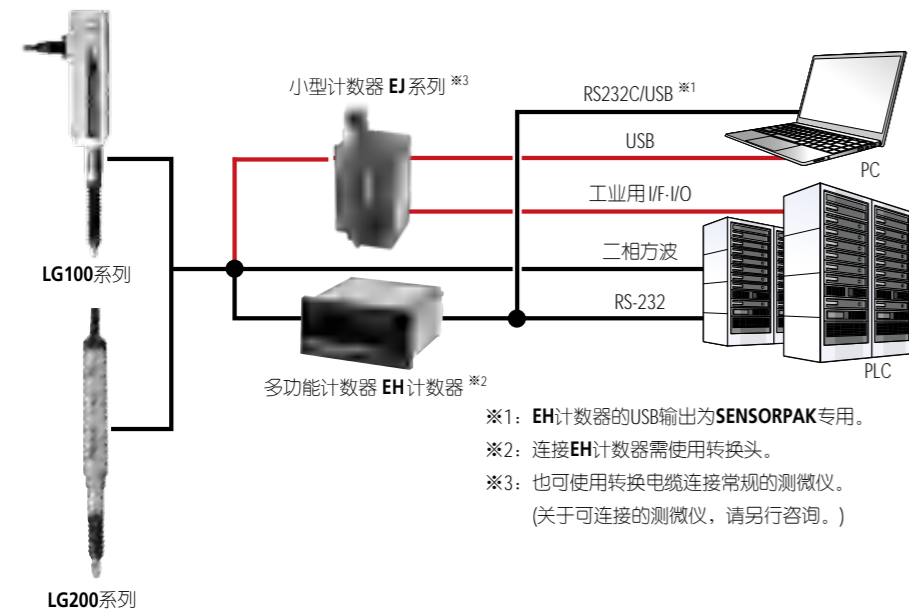 小型计数器 EJ系列 ※3
RS232C/USB ※1
USB
PC
工业用I/F·I/O
二相方波
LG100系列
RS-232
PLC
多功能计数器 EH计数器 ※2
※1：EH计数器的USB输出为SENSORPAK专用。
※2：连接EH计数器需使用转换头。
※3：也可使用转换电缆连接常规的测微仪。
(关于可连接的测微仪，请另行咨询。)
LG200系列